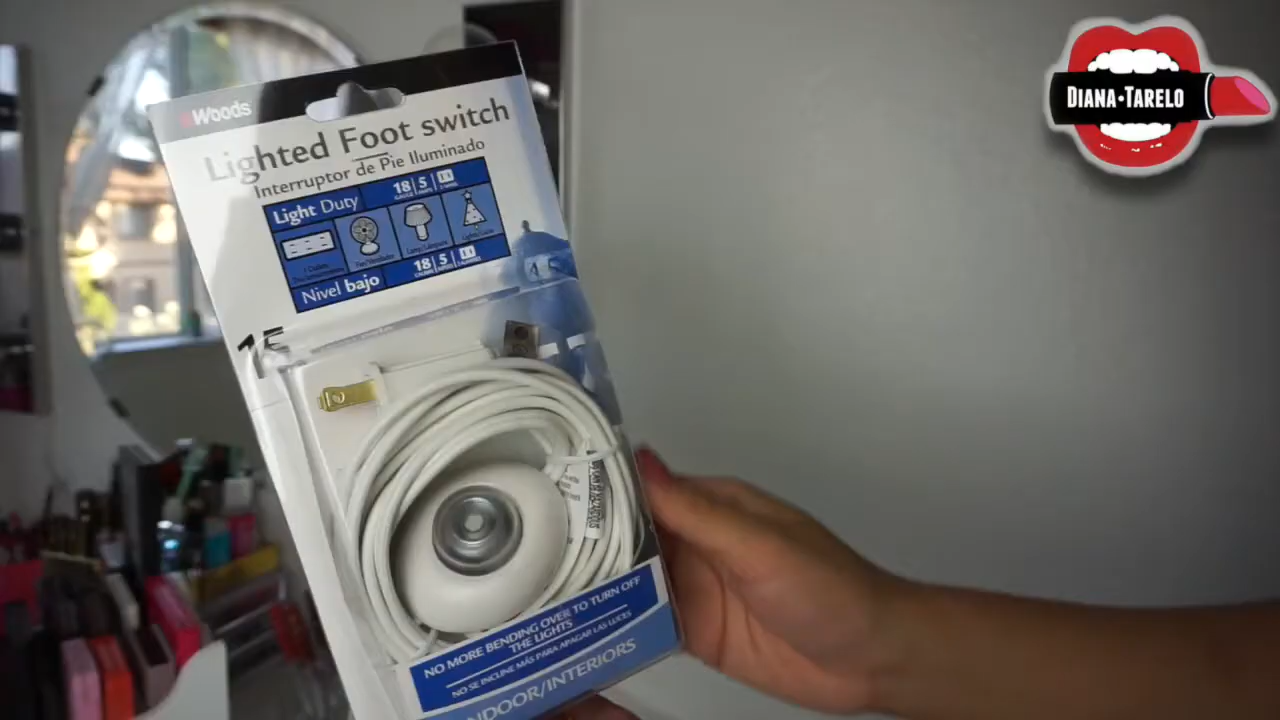 Woods
Lighted Foot switch
Interruptor de Pie Iluminado
Light Duty
18 5
Nivel bajo
18 5
15
NO MORE BENDING OVER TO TURN OFF
THE LIGHTS
NO SE INCLINE MÁS PARA APAGAR LAS LUCES
INDOOR/INTERIORS
DIANA•TARELO